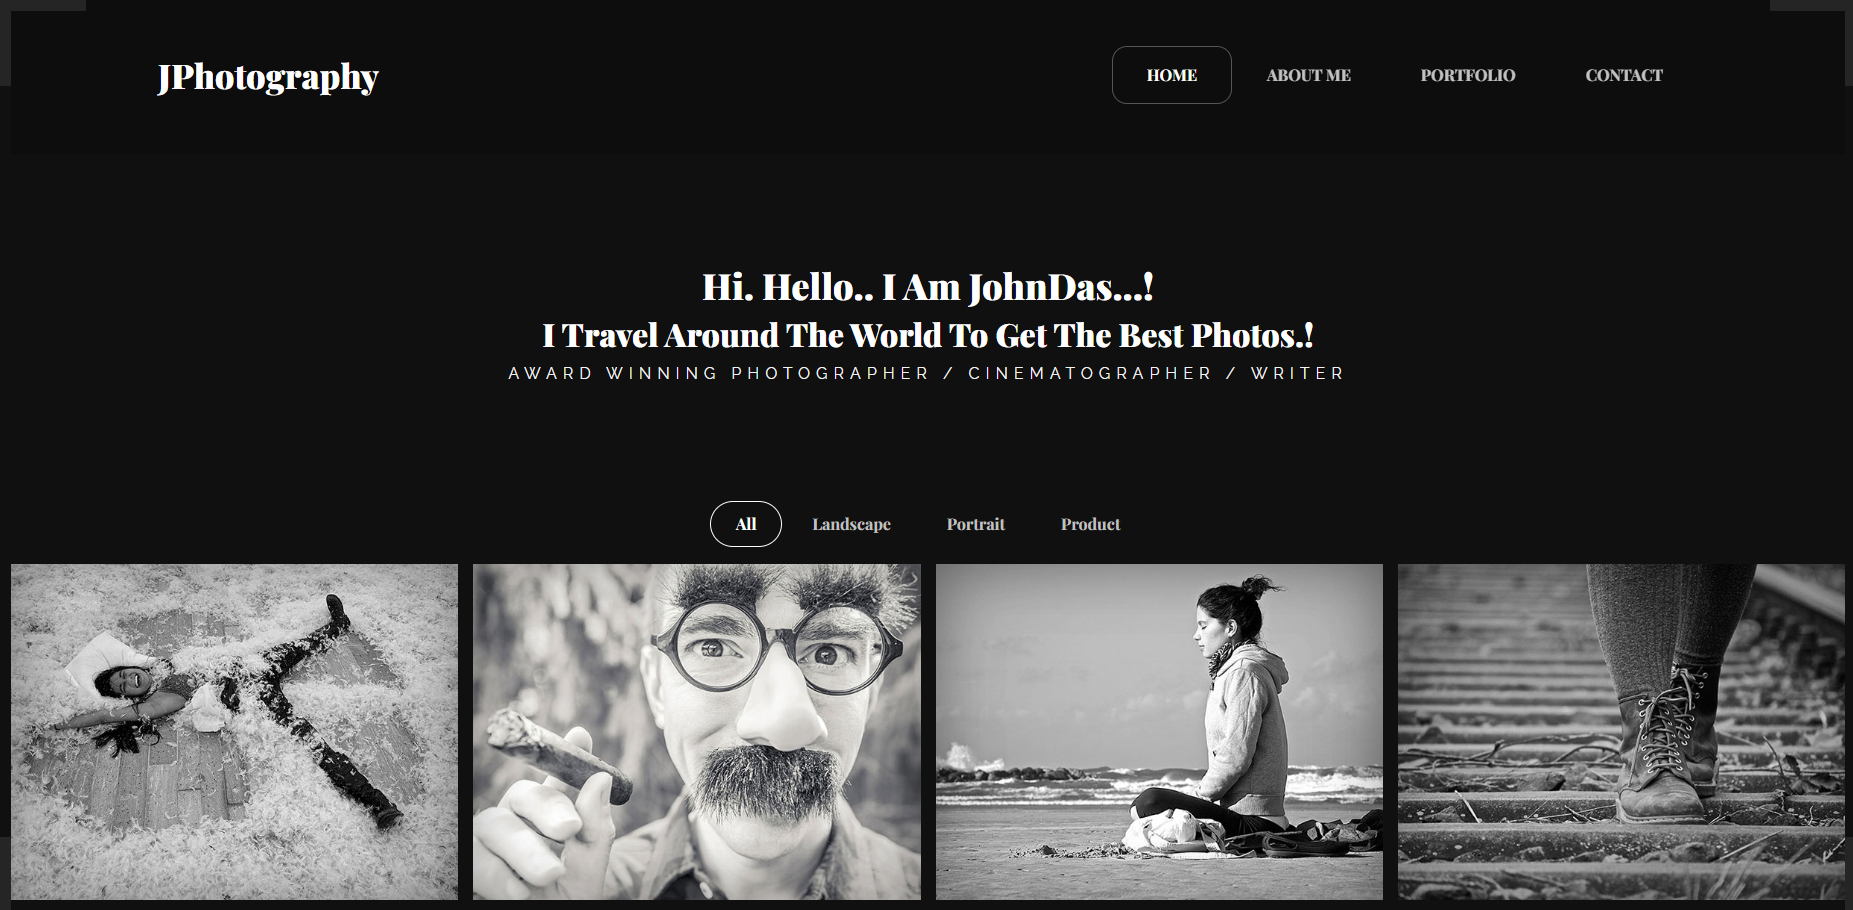 JPhotography
HOME ABOUT ME PORTFOLIO CONTACT
Hi. Hello.. I Am JohnDas...!
I Travel Around The World To Get The Best Photos.!
AWARD WINNING PHOTOGRAPHER / CINEMATOGRAPHER / WRITER
All Landscape Portrait Product